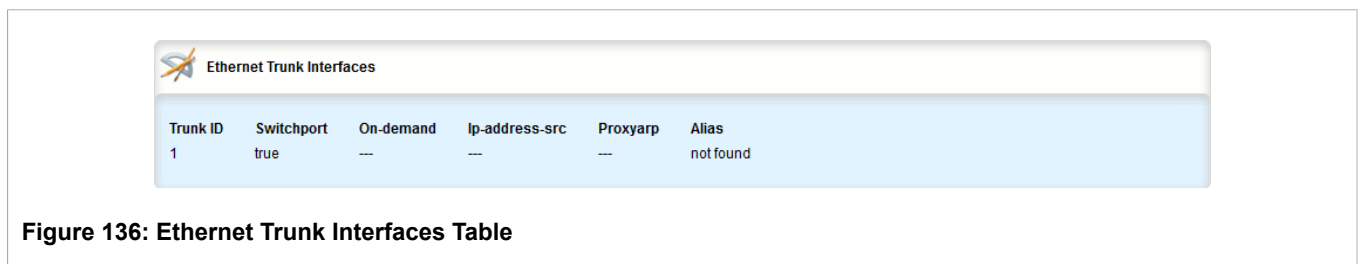 Ethernet Trunk Interfaces
Trunk ID Switchport On-demand Ip-address-src Proxyarp Alias
1 true --- --- --- not found
Figure 136: Ethernet Trunk Interfaces Table